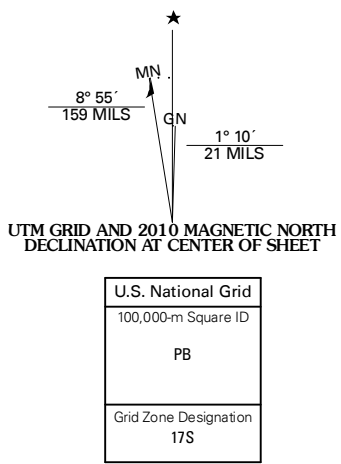 MN
8° 55´
159 MILS
GN
1° 10´
21 MILS
UTM GRID AND 2010 MAGNETIC NORTH
DECLINATION AT CENTER OF SHEET
U.S. National Grid
100,000-m Square ID
PB
Grid Zone Designation
17S